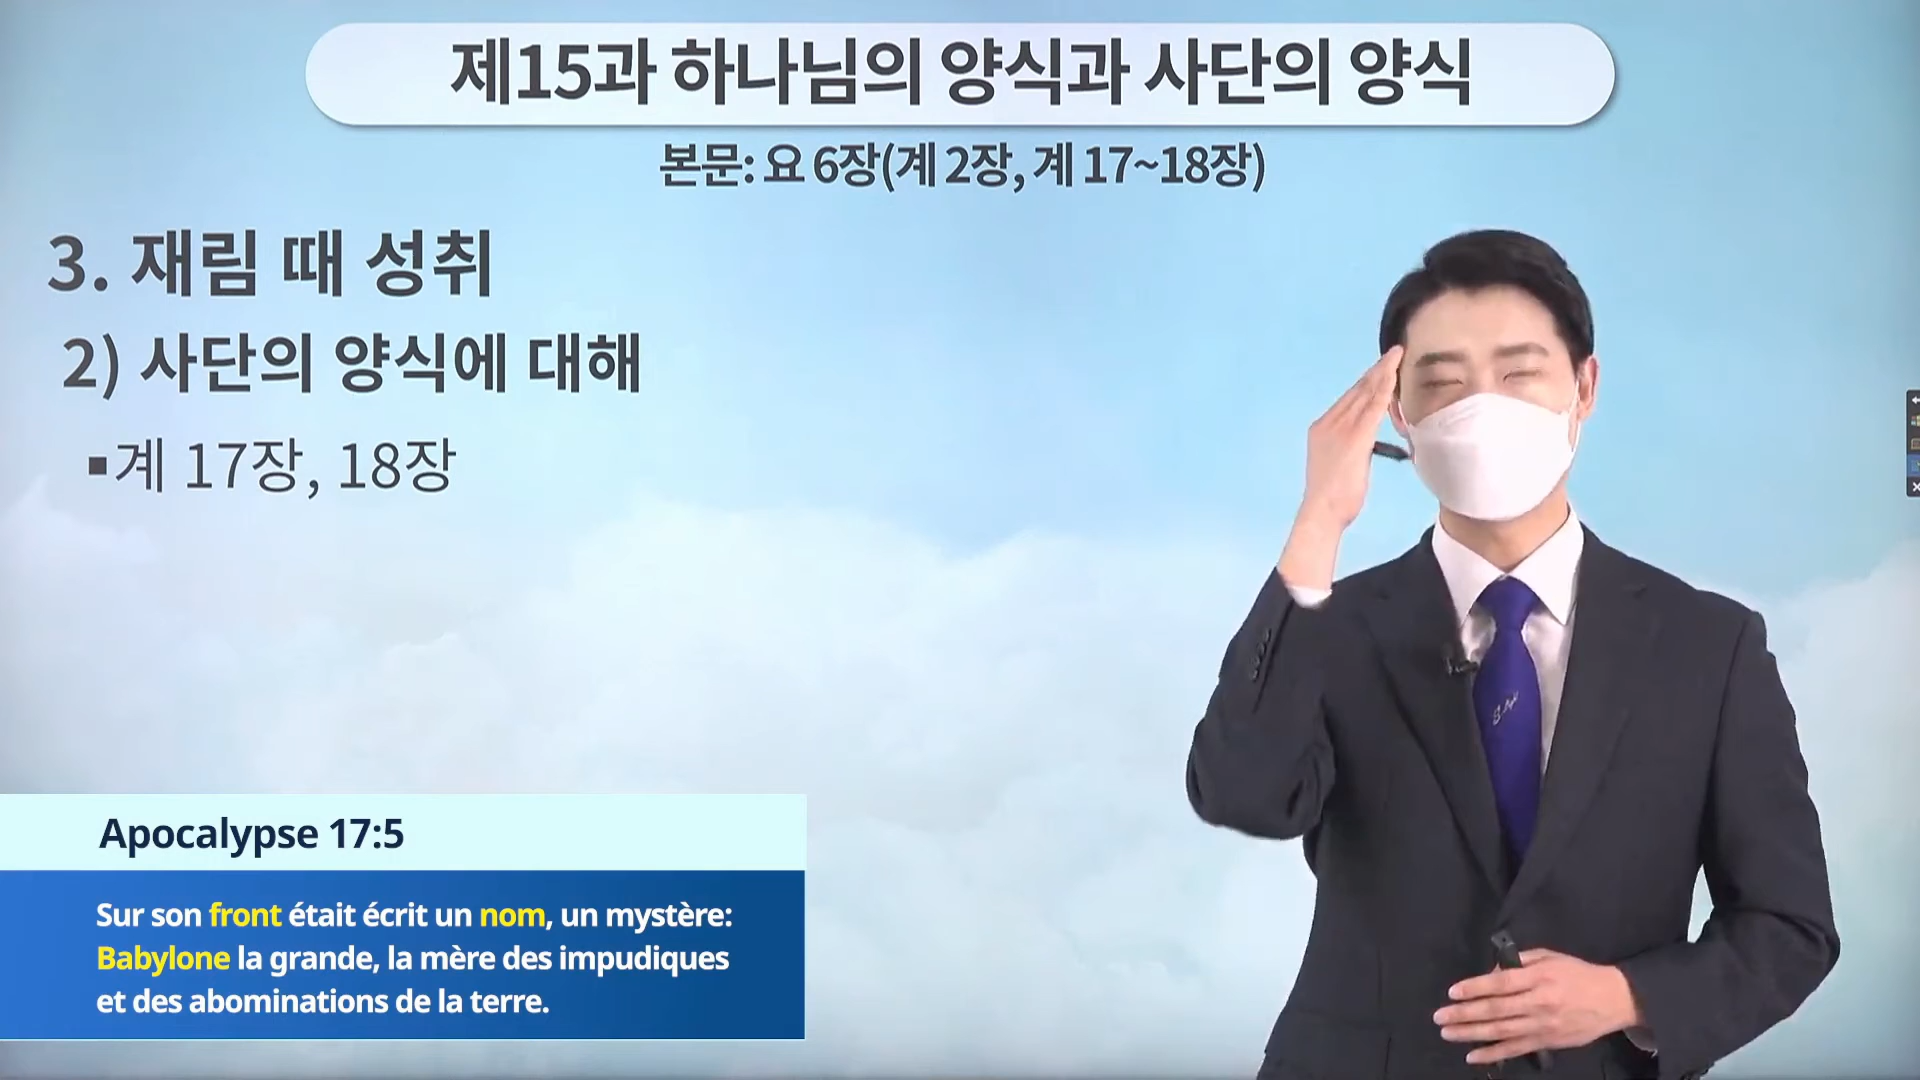 제15과 하나님의 양식과 사단의 양식
본문: 요 6장(계 2장, 계 17~18장)
3. 재림 때 성취
2) 사단의 양식에 대해
▪계 17장, 18장
Apocalypse 17:5
Sur son front était écrit un nom, un mystère:
Babylone la grande, la mère des impudiques
et des abominations de la terre.